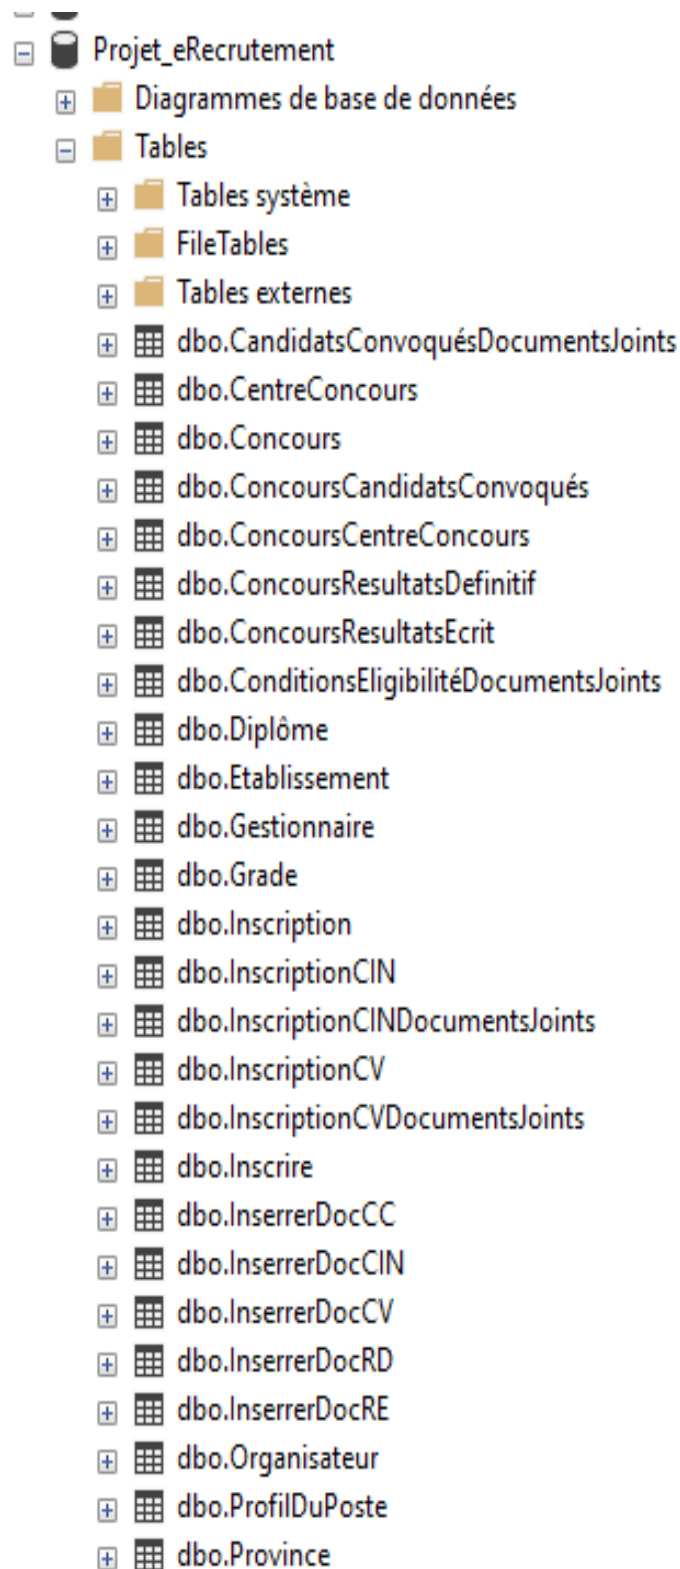 Projet_eRecrutement
Diagrammes de base de données
Tables
Tables système
FileTables
Tables externes
dbo.CandidatsConvoquésDocumentsJoints
dbo.CentreConcours
dbo.Concours
dbo.ConcoursCandidatsConvoqués
dbo.ConcoursCentreConcours
dbo.ConcoursResultatsDefinitif
dbo.ConcoursResultatsEcrit
dbo.ConditionsEligibilitéDocumentsJoints
dbo.Diplôme
dbo.Etablissement
dbo.Gestionnaire
dbo.Grade
dbo.Inscription
dbo.InscriptionCIN
dbo.InscriptionCINDocumentsJoints
dbo.InscriptionCV
dbo.InscriptionCVDocumentsJoints
dbo.Inscrire
dbo.InserrerDocCC
dbo.InserrerDocCIN
dbo.InserrerDocCV
dbo.InserrerDocRD
dbo.InserrerDocRE
dbo.Organisateur
dbo.ProfilDuPoste
dbo.Province